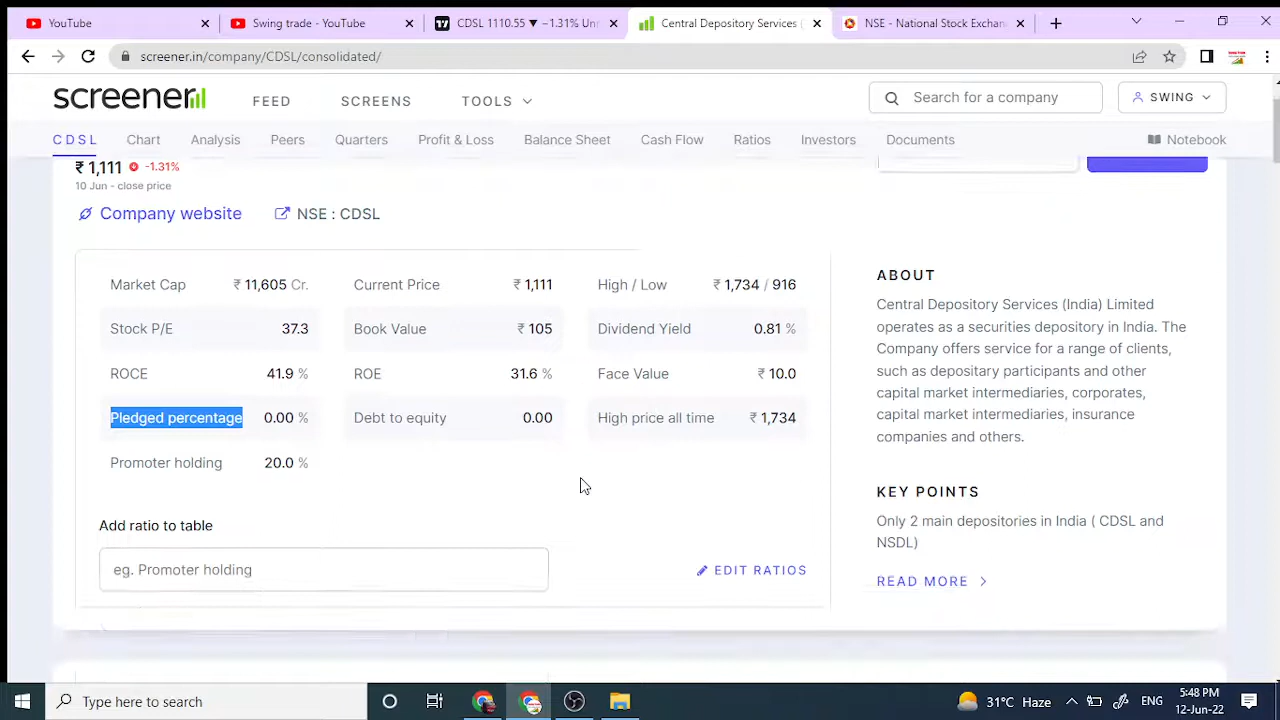 YouTube
Swing trade - YouTube
CDSL 1110.55 ▼ −1.31% Un
Central Depository Services (
NSE - National Stock Exchan
screener.in/company/CDSL/consolidated/
screener
FEED
SCREENS
TOOLS
Search for a company
SWING
CDSL
Chart
Analysis
Peers
Quarters
Profit & Loss
Balance Sheet
Cash Flow
Ratios
Investors
Documents
Notebook
₹ 1,111 -1.31%
10 Jun - close price
Company website
NSE : CDSL
Market Cap ₹ 11,605 Cr.
Current Price ₹ 1,111
High / Low ₹ 1,734 / 916
Stock P/E 37.3
Book Value ₹ 105
Dividend Yield 0.81 %
ROCE 41.9 %
ROE 31.6 %
Face Value ₹ 10.0
Pledged percentage 0.00 %
Debt to equity 0.00
High price all time ₹ 1,734
Promoter holding 20.0 %
Add ratio to table
eg. Promoter holding
EDIT RATIOS
ABOUT
Central Depository Services (India) Limited
operates as a securities depository in India. The
Company offers service for a range of clients,
such as depositary participants and other
capital market intermediaries, corporates,
capital market intermediaries, insurance
companies and others.
KEY POINTS
Only 2 main depositories in India ( CDSL and
NSDL)
READ MORE
Type here to search
31°C Haze
ENG
5:48 PM
12-Jun-22